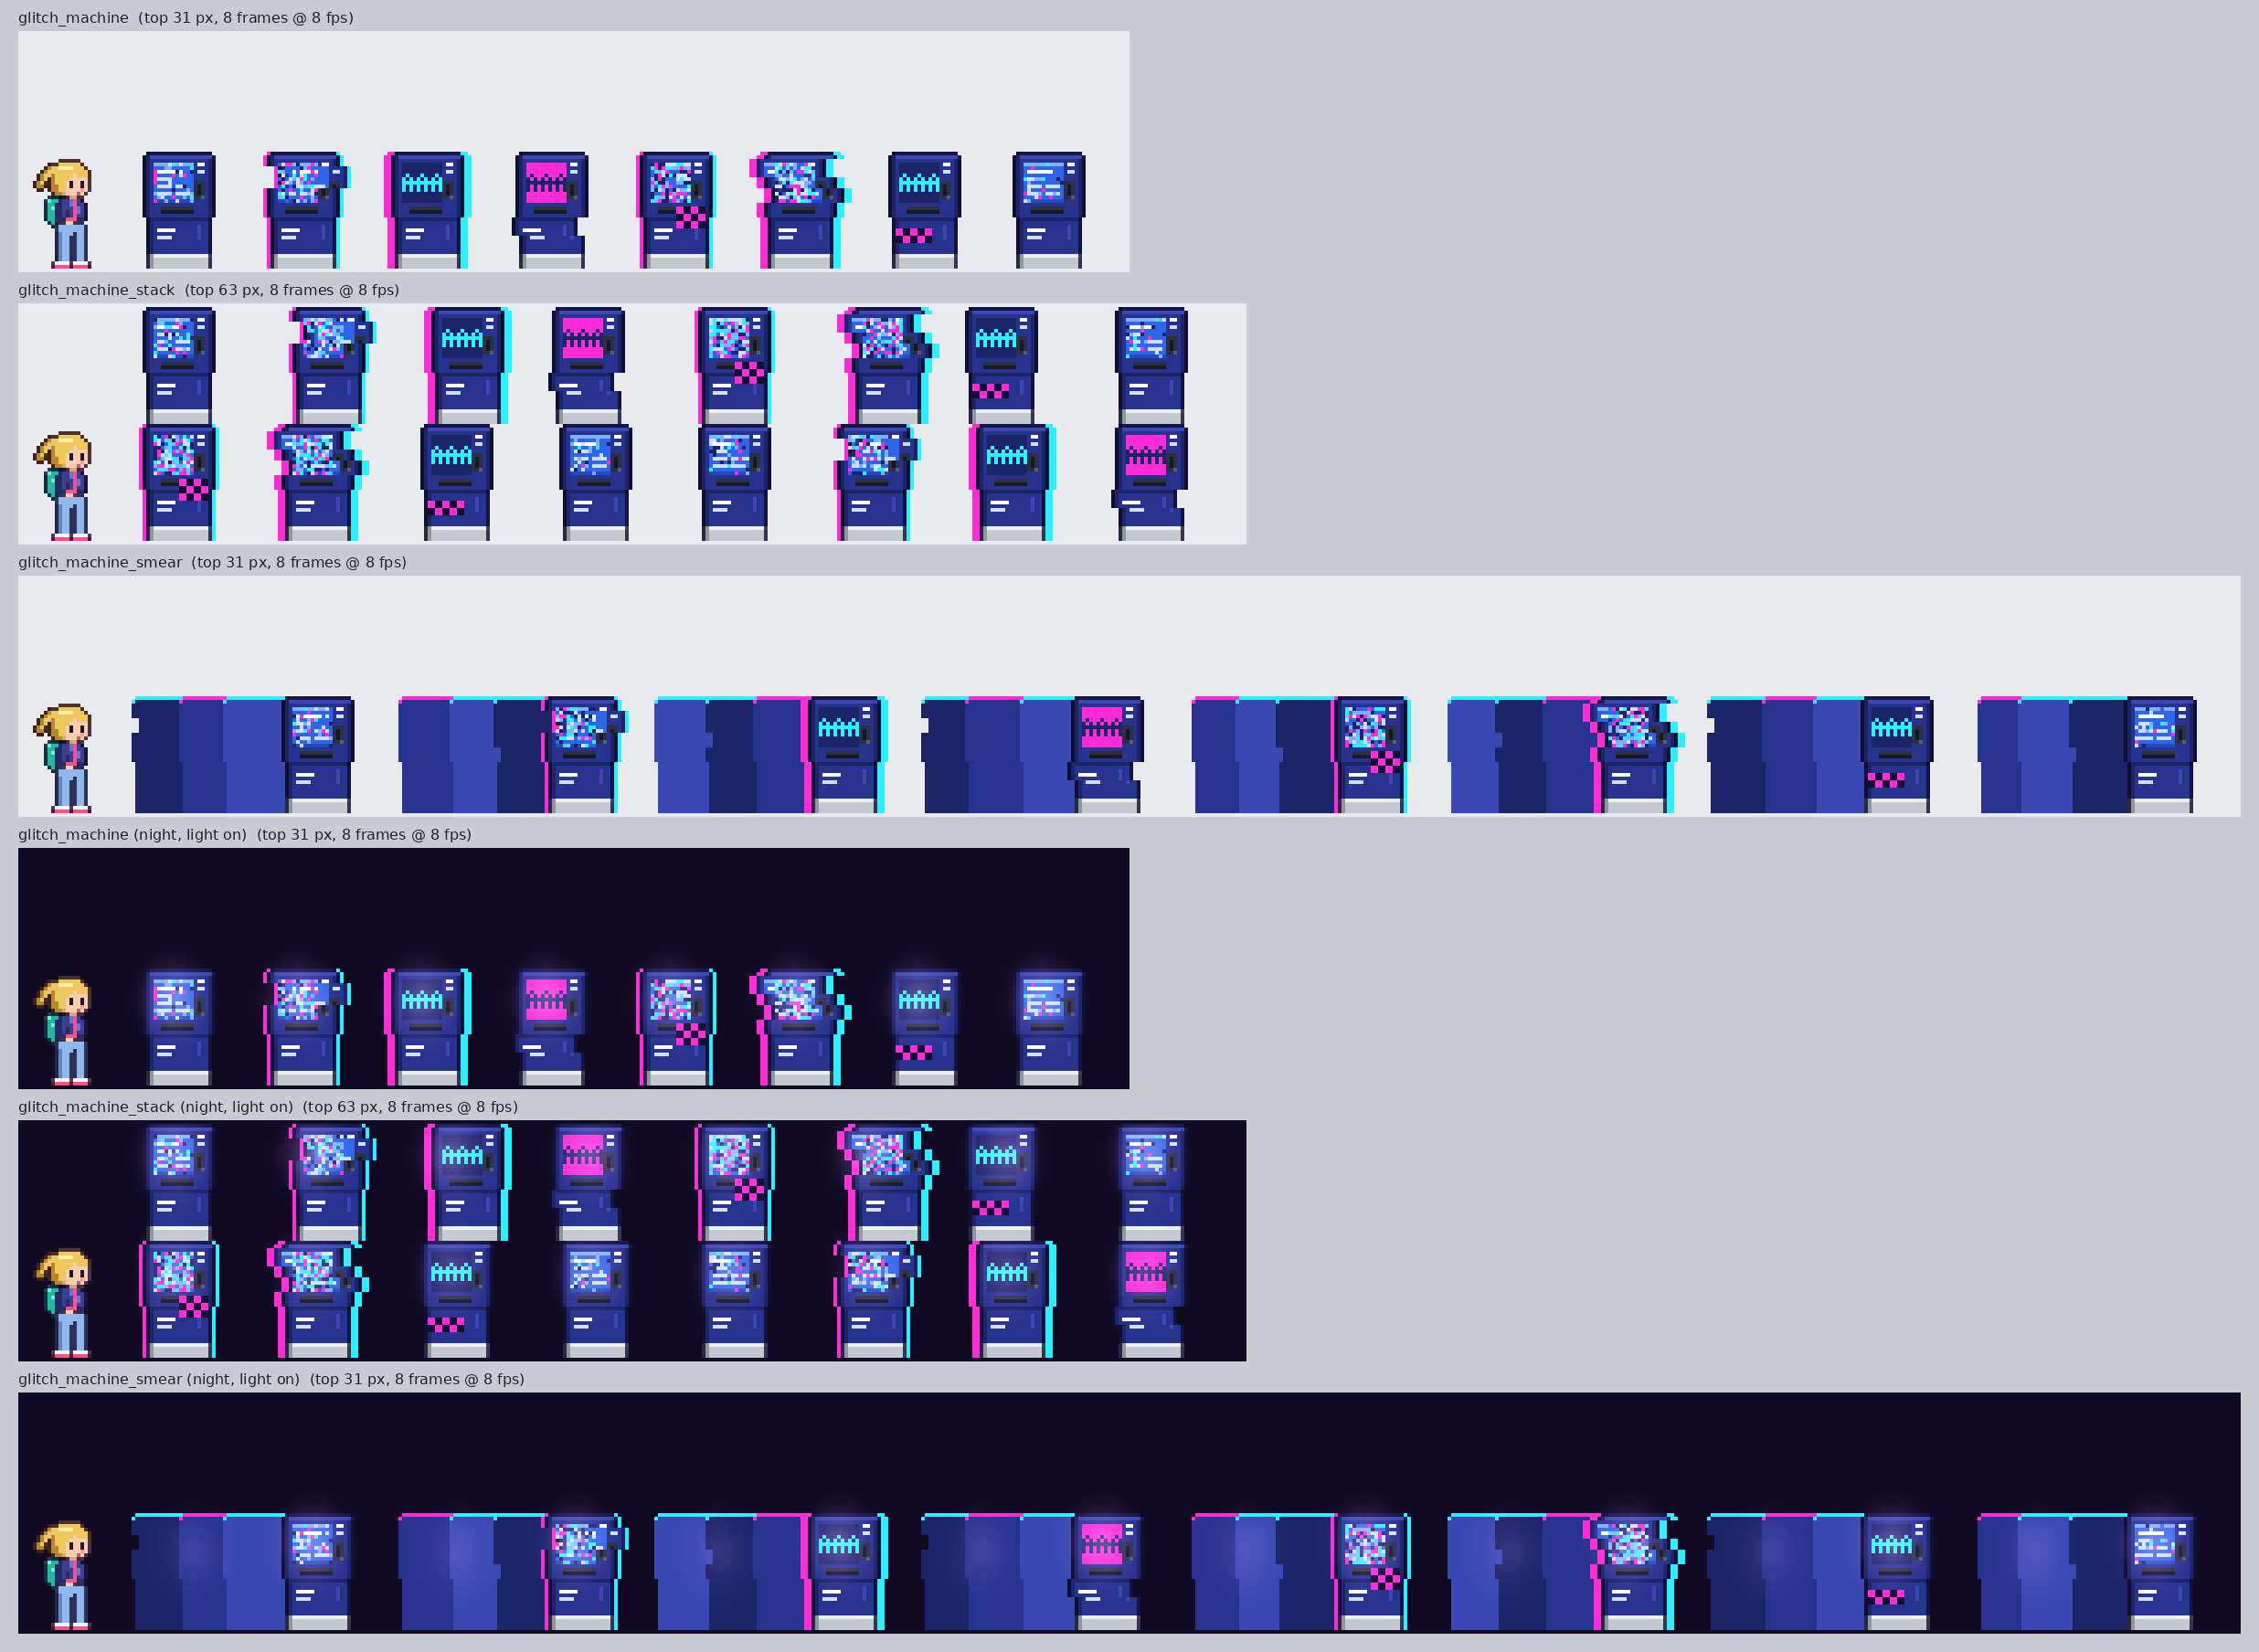 glitch_machine  (top 31 px, 8 frames @ 8 fps)
glitch_machine_stack  (top 63 px, 8 frames @ 8 fps)
glitch_machine_smear  (top 31 px, 8 frames @ 8 fps)
glitch_machine (night, light on)  (top 31 px, 8 frames @ 8 fps)
glitch_machine_stack (night, light on)  (top 63 px, 8 frames @ 8 fps)
glitch_machine_smear (night, light on)  (top 31 px, 8 frames @ 8 fps)